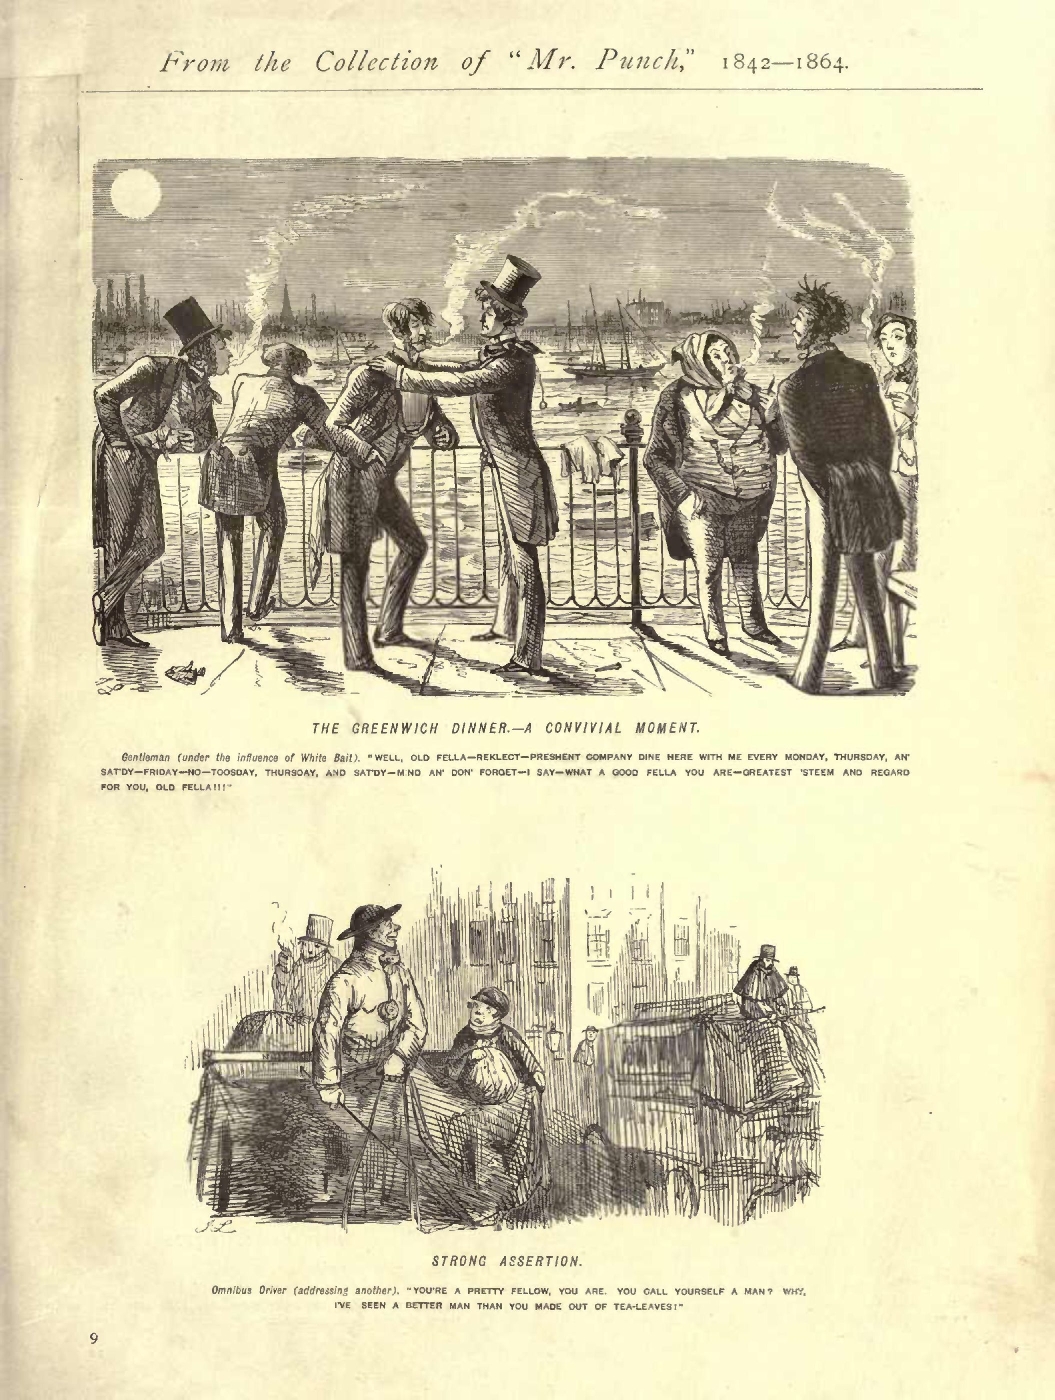 From the Collection of "Mr. Punch," 1842—1864.
THE GREENWICH DINNER.—A CONVIVIAL MOMENT.
Gentleman (under the influence of White Bait). "WELL, OLD FELLA—REKLECT—PRESHENT COMPANY DINE HERE WITH ME EVERY MONDAY, THURSDAY, AN'
SAT'DY—FRIDAY—NO—TOOSDAY, THURSDAY, AND SAT'DY—MIND AN' DON' FORGET—I SAY—WHAT A GOOD FELLA YOU ARE—GREATEST 'STEEM AND REGARD
FOR YOU, OLD FELLA!!!"
J L
STRONG ASSERTION.
Omnibus Driver (addressing another). "YOU'RE A PRETTY FELLOW, YOU ARE. YOU CALL YOURSELF A MAN? WHY,
I'VE SEEN A BETTER MAN THAN YOU MADE OUT OF TEA-LEAVES!"
9